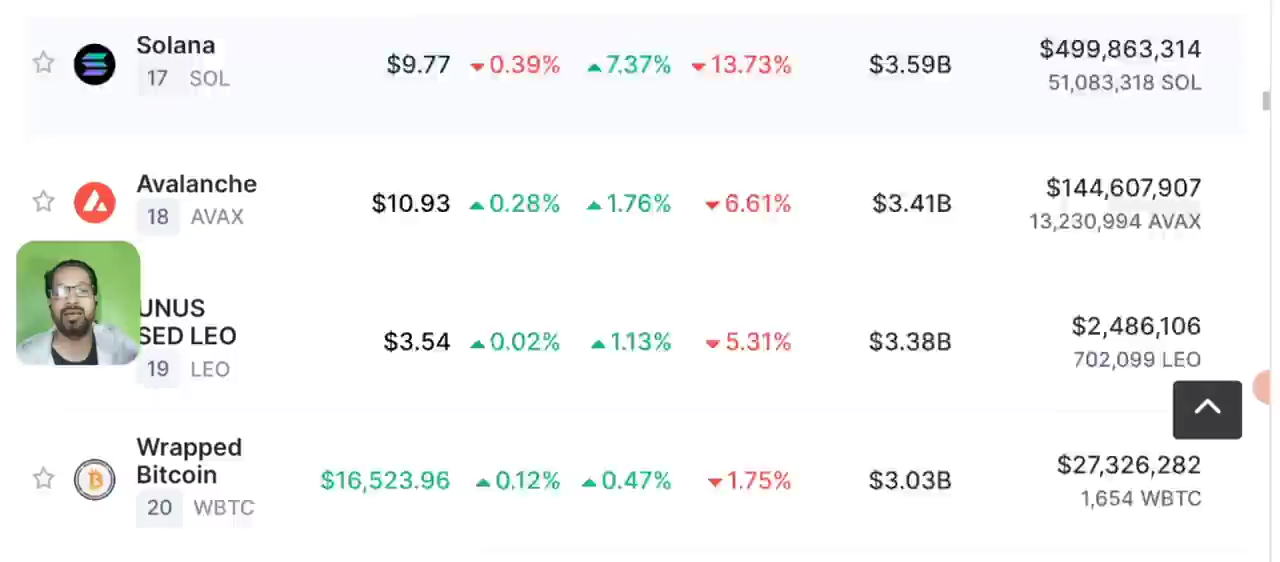 Solana
17 SOL
$9.77 0.39% 7.37% 13.73% $3.59B
$499,863,314
51,083,318 SOL
Avalanche
18 AVAX
$10.93 0.28% 1.76% 6.61% $3.41B
$144,607,907
13,230,994 AVAX
UNUS
SED LEO
19 LEO
$3.54 0.02% 1.13% 5.31% $3.38B
$2,486,106
702,099 LEO
Wrapped
Bitcoin
20 WBTC
$16,523.96 0.12% 0.47% 1.75% $3.03B
$27,326,282
1,654 WBTC